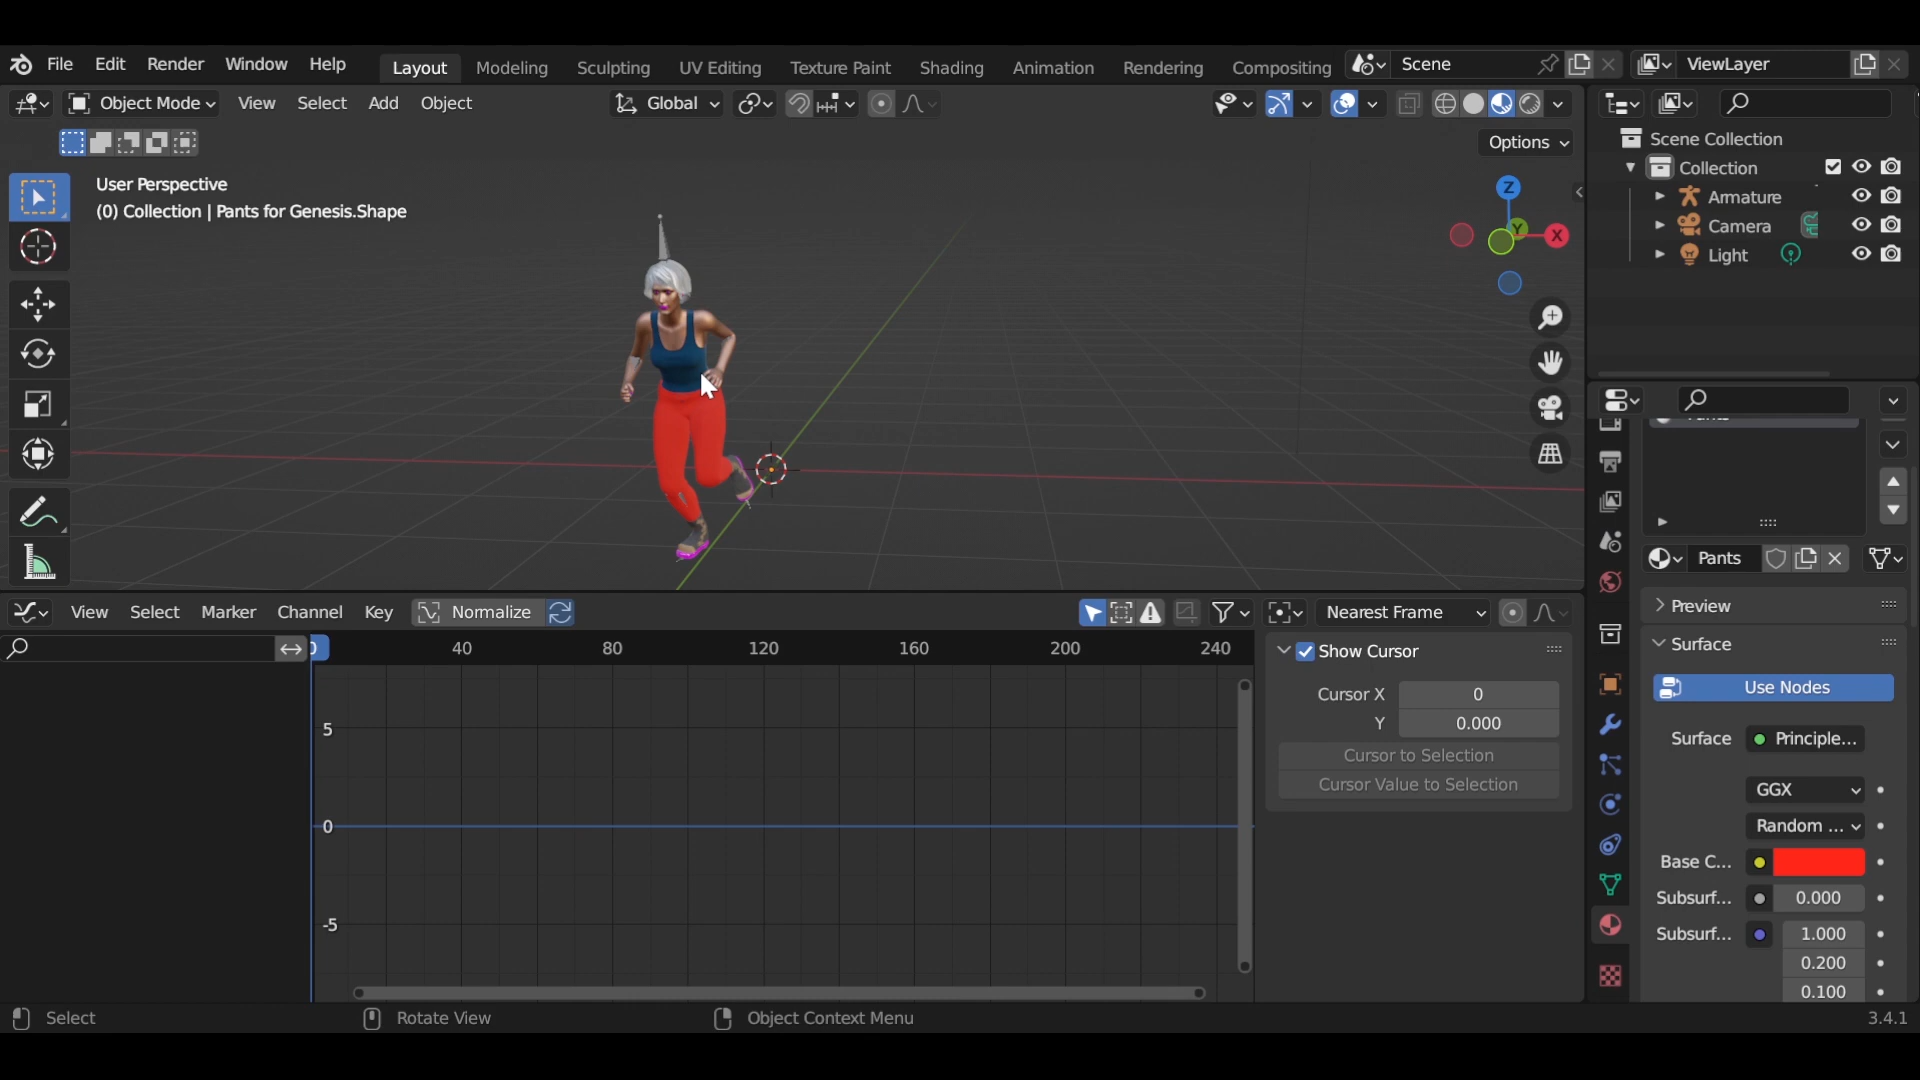 File Edit Render Window Help Layout Modeling Sculpting UV Editing Texture Paint Shading Animation Rendering Compositing Scene ViewLayer
Object Mode View Select Add Object Global
Options
User Perspective
(0) Collection | Pants for Genesis.Shape
Z
Y
X
Scene Collection
Collection
Armature
Camera
Light
Pants
Preview
Surface
Use Nodes
Surface Principle...
GGX
Random ...
Base C...
Subsurf... 0.000
Subsurf... 1.000
0.200
0.100
View Select Marker Channel Key Normalize Nearest Frame
40 80 120 160 200 240
5
0
-5
Show Cursor
Cursor X 0
Y 0.000
Cursor to Selection
Cursor Value to Selection
Select Rotate View Object Context Menu 3.4.1